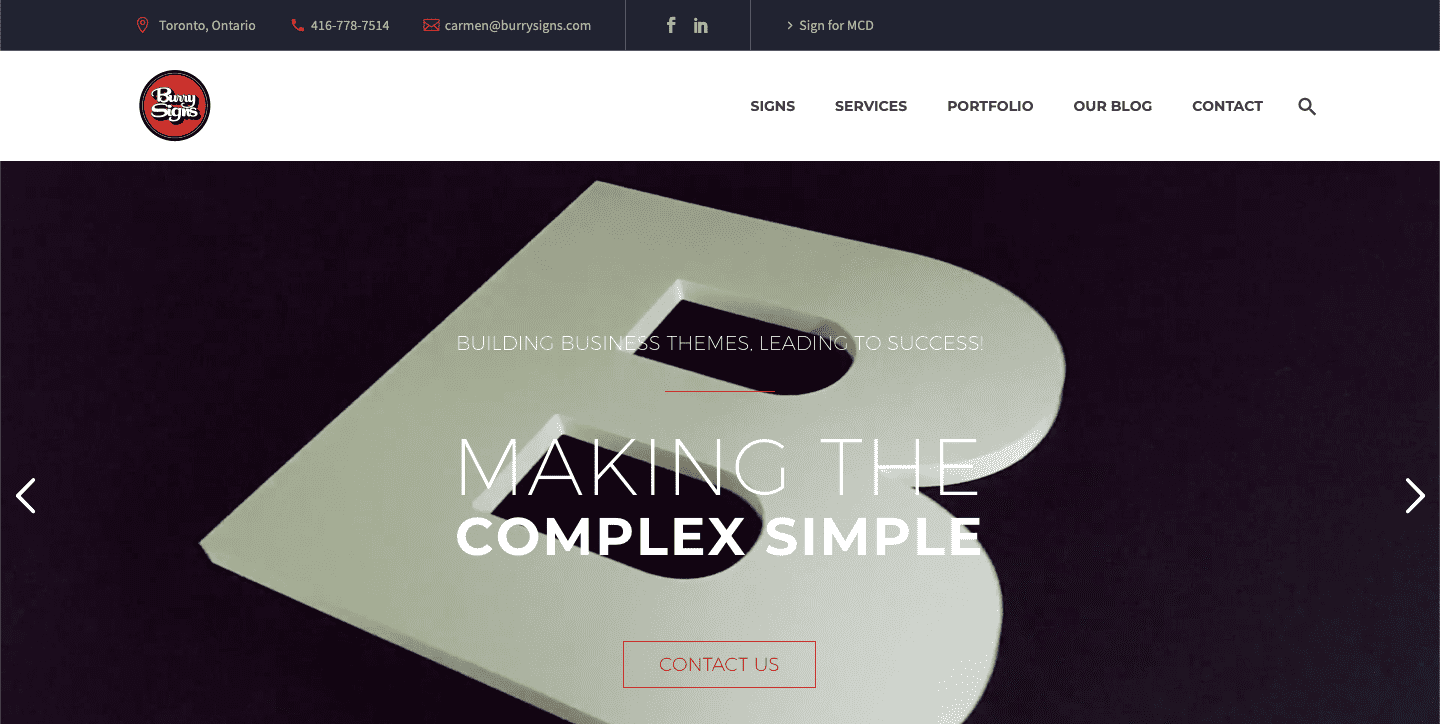 Toronto, Ontario
416-778-7514
carmen@burrysigns.com
Sign for MCD
Burry
Signs
SIGNS
SERVICES
PORTFOLIO
OUR BLOG
CONTACT
BUILDING BUSINESS THEMES, LEADING TO SUCCESS!
MAKING THE
COMPLEX SIMPLE
CONTACT US